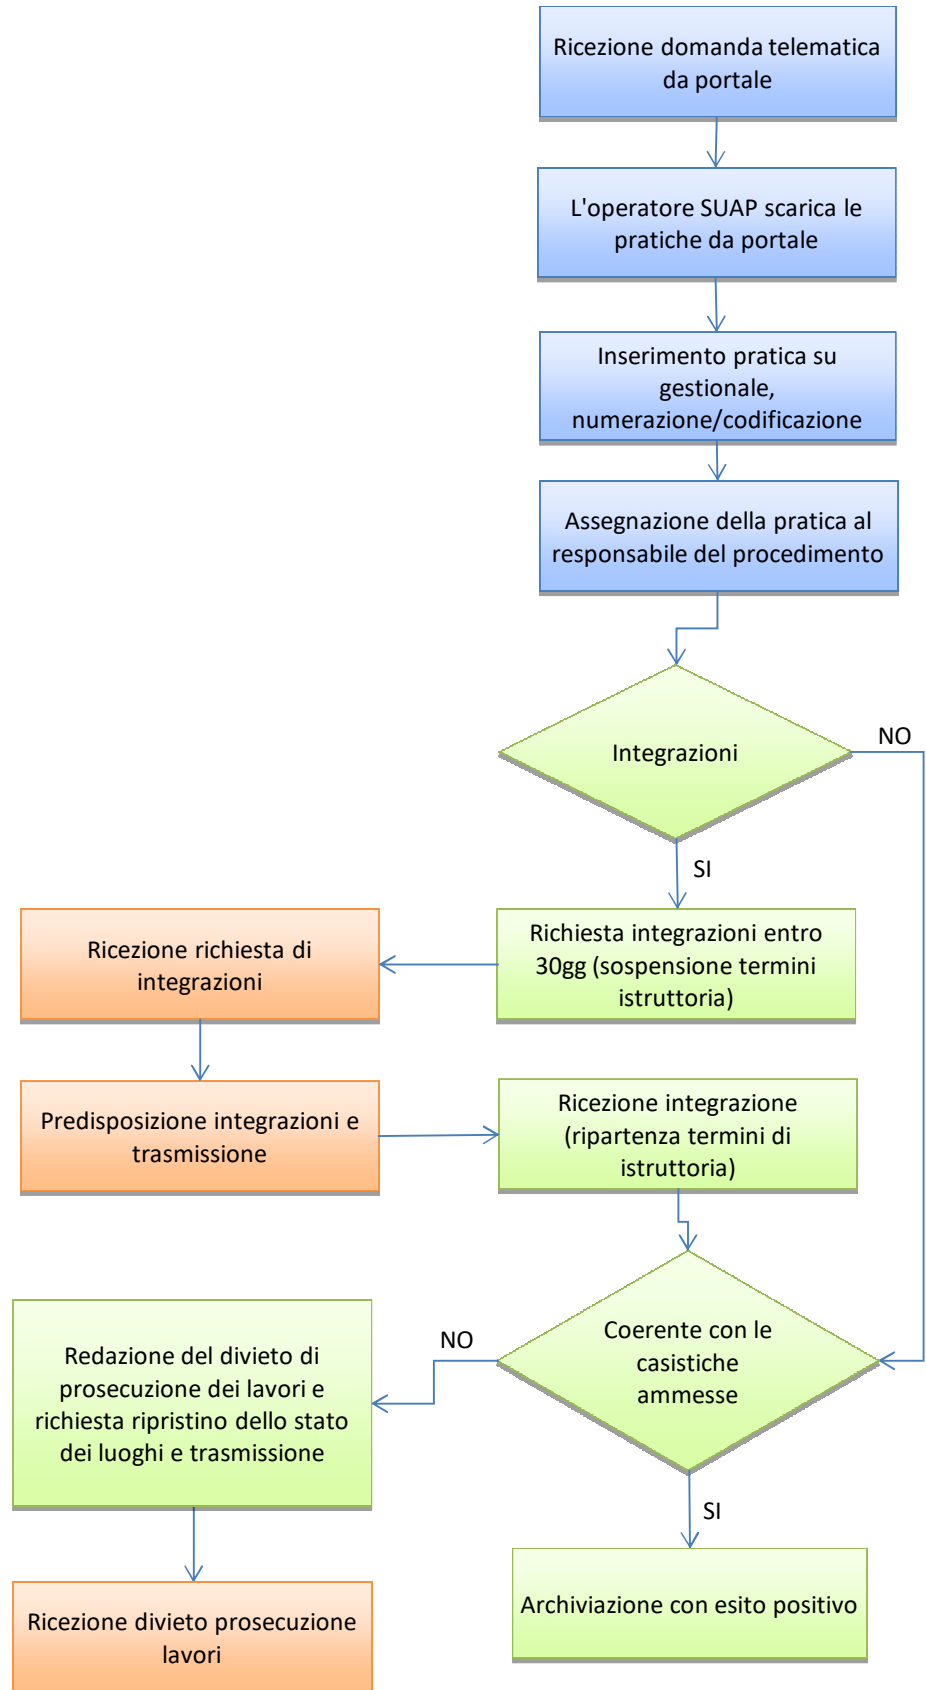 Ricezione domanda telematica
da portale
L'operatore SUAP scarica le
pratiche da portale
Inserimento pratica su
gestionale,
numerazione/codificazione
Assegnazione della pratica al
responsabile del procedimento
Integrazioni
NO
SI
Richiesta integrazioni entro
30gg (sospensione termini
istruttoria)
Ricezione richiesta di
integrazioni
Predisposizione integrazioni e
trasmissione
Ricezione integrazione
(ripartenza termini di
istruttoria)
Coerente con le
casistiche
ammesse
NO
Redazione del divieto di
prosecuzione dei lavori e
richiesta ripristino dello stato
dei luoghi e trasmissione
SI
Archiviazione con esito positivo
Ricezione divieto prosecuzione
lavori